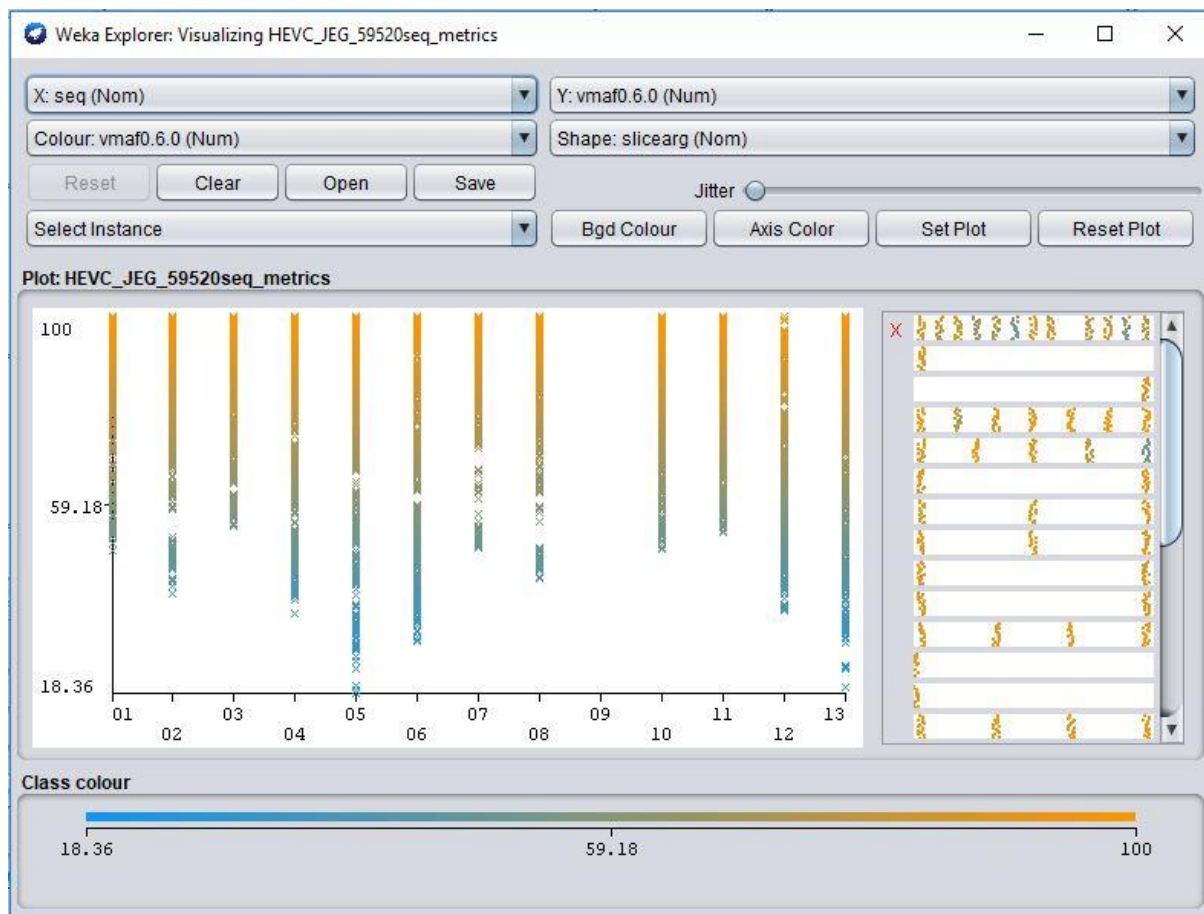 Weka Explorer: Visualizing HEVC_JEG_59520seq_metrics
X: seq (Nom)
Y: vmaf0.6.0 (Num)
Colour: vmaf0.6.0 (Num)
Shape: slicearg (Nom)
Reset Clear Open Save
Jitter
Select Instance
Bgd Colour Axis Color Set Plot Reset Plot
Plot: HEVC_JEG_59520seq_metrics
100
59.18
18.36
01 03 05 07 09 11 13
02 04 06 08 10 12
X
Class colour
18.36 59.18 100